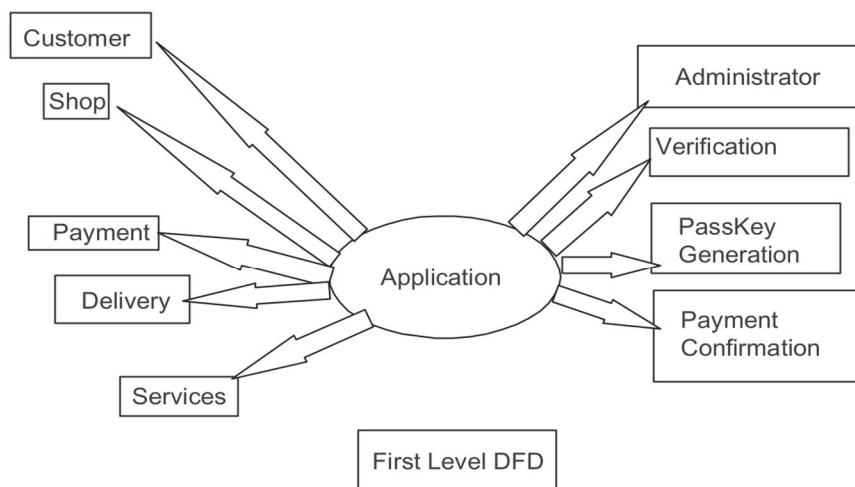 Customer
Shop
Payment
Delivery
Services
Application
Administrator
Verification
PassKey
Generation
Payment
Confirmation
First Level DFD